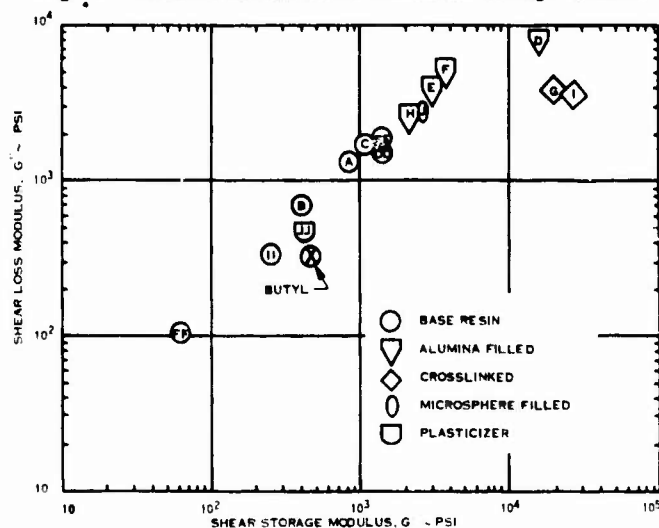 10⁴
D
F
E
G
I
H
C
A
10³
B
JJ
II
BUTYL
10²
FF
BASE RESIN
ALUMINA FILLED
CROSSLINKED
MICROSPHERE FILLED
PLASTICIZER
10
10
10²
10³
10⁴
10⁵
SHEAR LOSS MODULUS, G" ~ PSI
SHEAR STORAGE MODULUS, G' ~ PSI